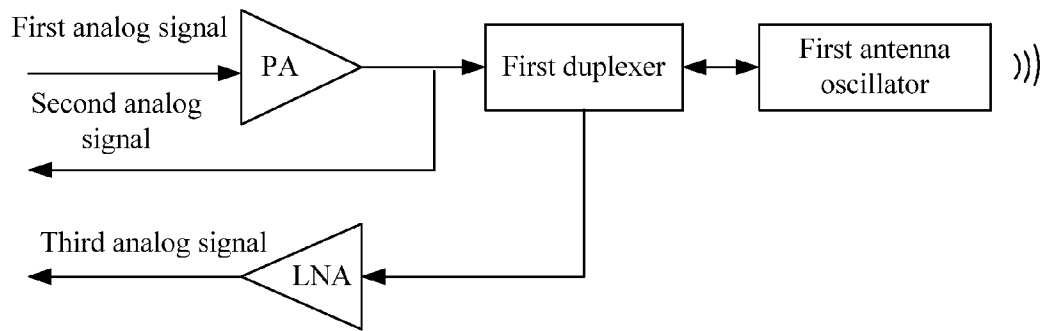 First analog signal
PA
First duplexer
First antenna
oscillator
Second analog
signal
Third analog signal
LNA